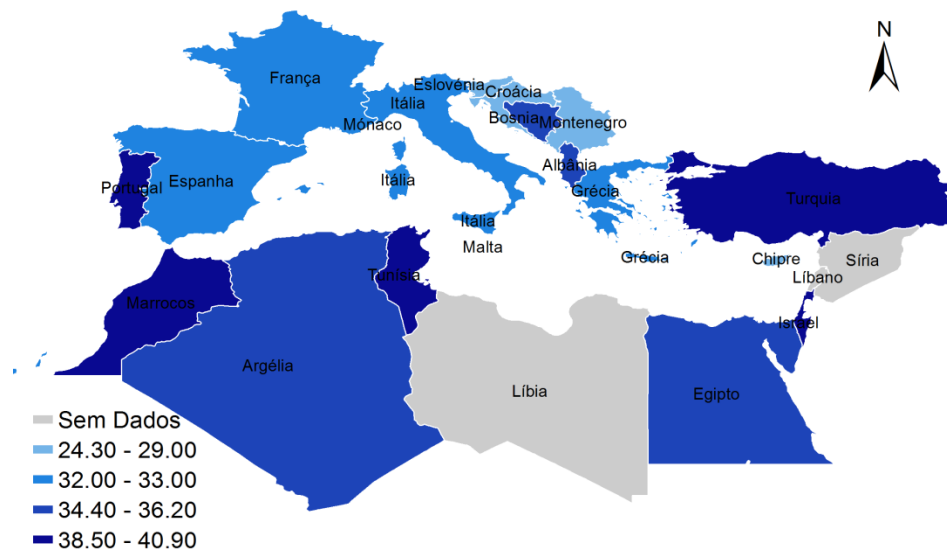 N
França
Eslovénia
Croácia
Itália
Bosnia
Montenegro
Mónaco
Albânia
Portugal
Espanha
Itália
Grécia
Turquia
Itália
Malta
Grécia
Chipre
Síria
Líbano
Tunísia
Marrocos
Israel
Argélia
Líbia
Egipto
Sem Dados
24.30 - 29.00
32.00 - 33.00
34.40 - 36.20
38.50 - 40.90